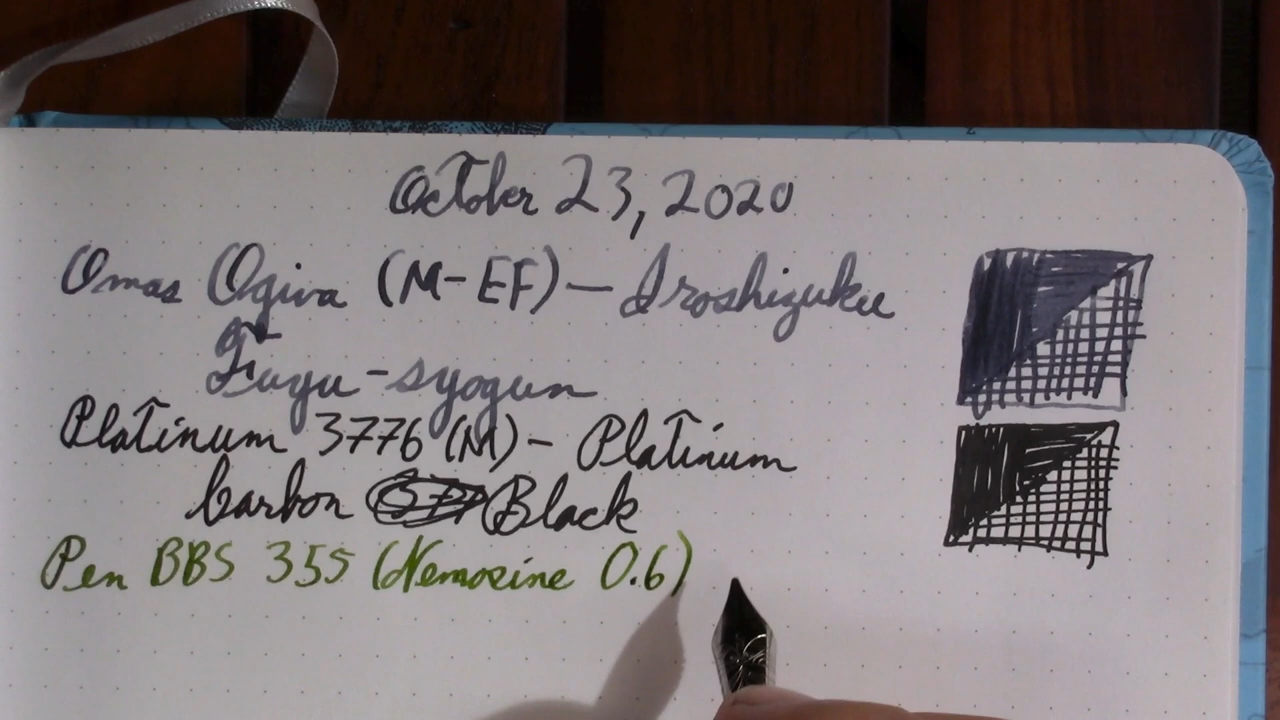 October 23, 2020
Omas Ogiva (M-EF) — Iroshizuku
Fuyu-syogun
Platinum 3776 (M) - Platinum
Carbon Black
Pen BBS 355 (Nemosine 0.6)